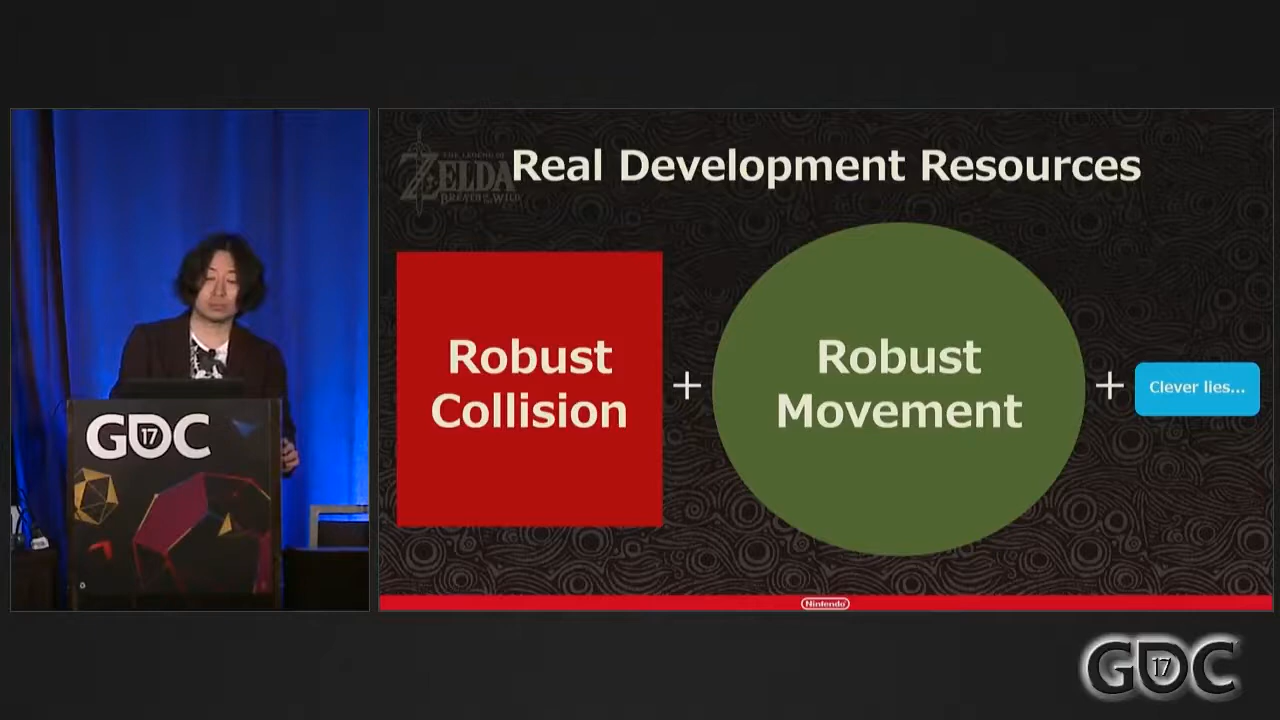 THE LEGEND OF
ZELDA
BREATH OF THE WILD
Real Development Resources
Robust
Collision
+
Robust
Movement
+
Clever lies...
Nintendo
GDC
17
GDC
17